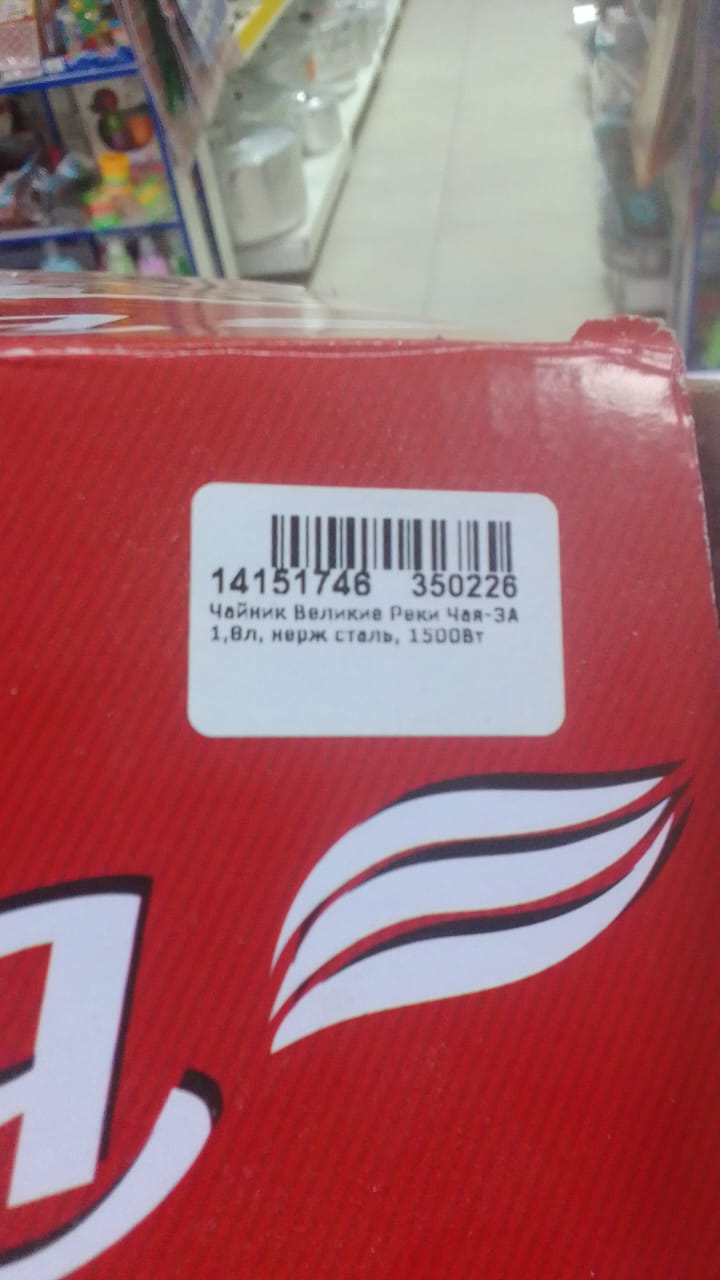 14151746 350226
Чайник Великие Реки Чая-3А
1,8л, нерж сталь, 1500Вт